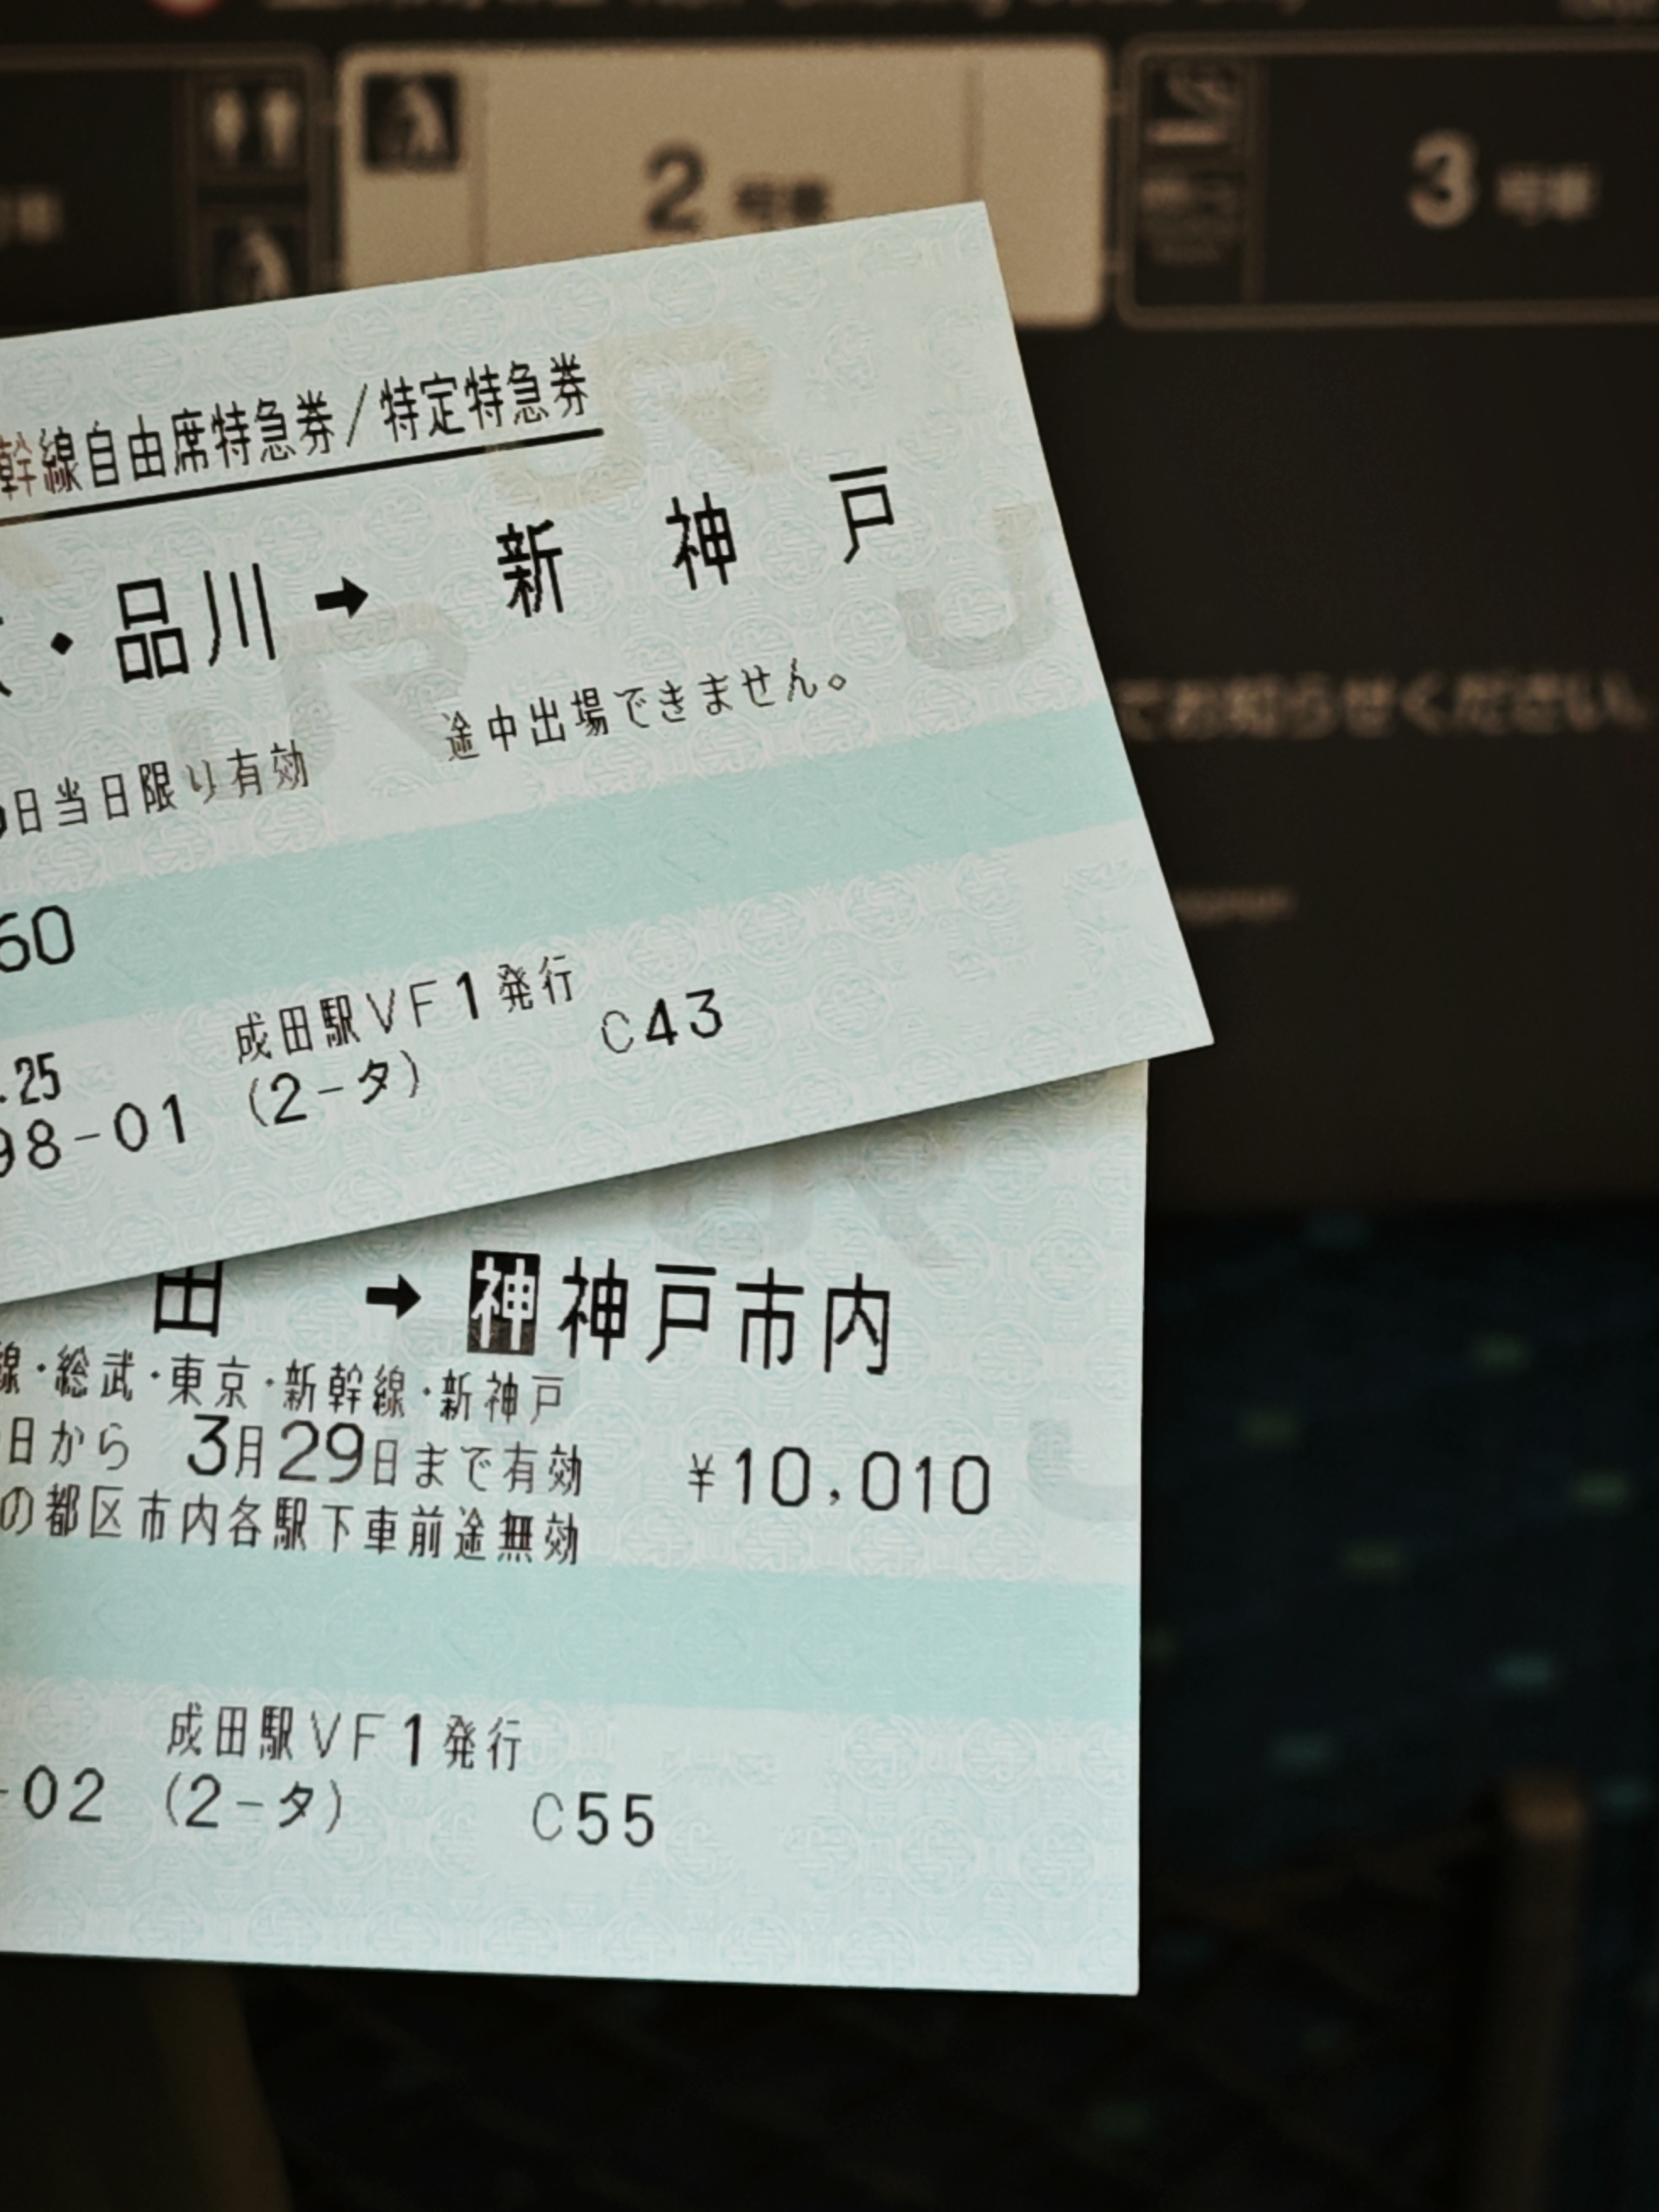 2 号車
3 号車
幹線自由席特急券/特定特急券
・品川➡新神戸
日当日限り有効 途中出場できません。
てお知らせください。
60
.25 成田駅VF1発行
98-01 (2-タ) C43
田 ➡ 神 神戸市内
線・総武・東京・新幹線・新神戸
日から 3月29日まで有効 ¥10,010
の都区市内各駅下車前途無効
成田駅VF1発行
-02 (2-タ) C55